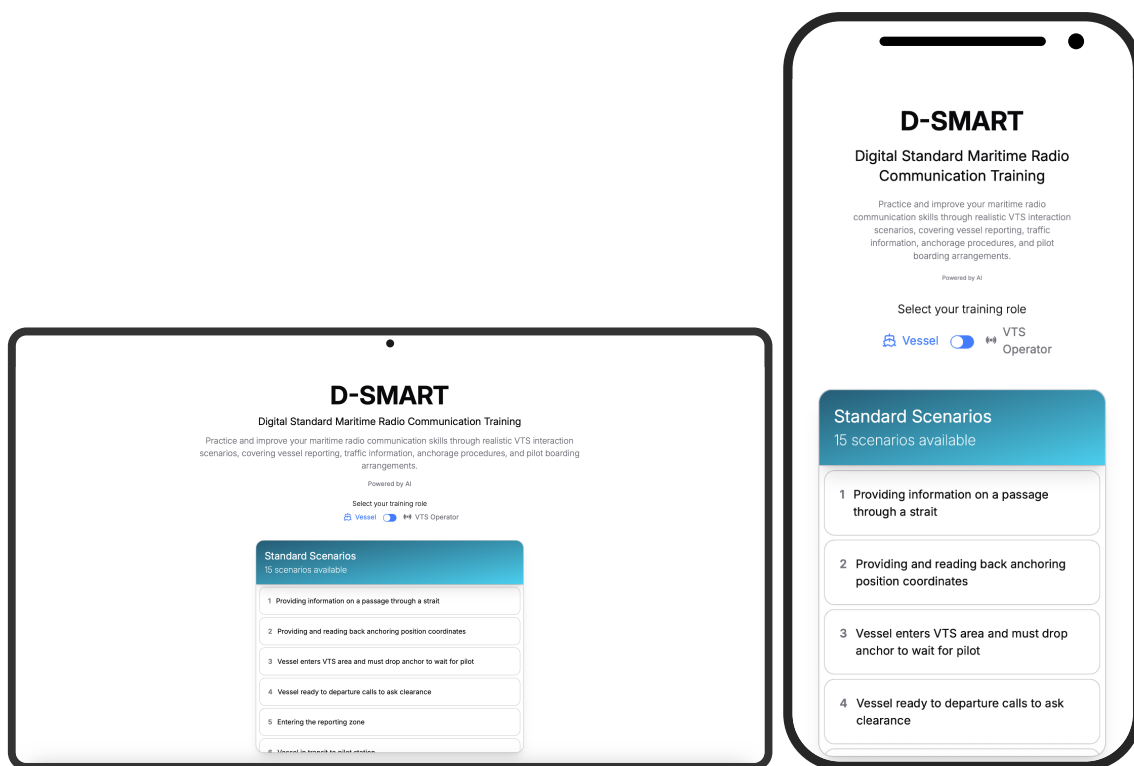 D-SMART
Digital Standard Maritime Radio Communication Training
Practice and improve your maritime radio communication skills through realistic VTS interaction
scenarios, covering vessel reporting, traffic information, anchorage procedures, and pilot boarding
arrangements.
Powered by AI
Select your training role
Vessel VTS Operator
Standard Scenarios
15 scenarios available
1 Providing information on a passage through a strait
2 Providing and reading back anchoring position coordinates
3 Vessel enters VTS area and must drop anchor to wait for pilot
4 Vessel ready to departure calls to ask clearance
5 Entering the reporting zone
6 Vessel in transit to pilot station
D-SMART
Digital Standard Maritime Radio
Communication Training
Practice and improve your maritime radio
communication skills through realistic VTS interaction
scenarios, covering vessel reporting, traffic
information, anchorage procedures, and pilot
boarding arrangements.
Powered by AI
Select your training role
Vessel VTS
Operator
Standard Scenarios
15 scenarios available
1 Providing information on a passage
through a strait
2 Providing and reading back anchoring
position coordinates
3 Vessel enters VTS area and must drop
anchor to wait for pilot
4 Vessel ready to departure calls to ask
clearance